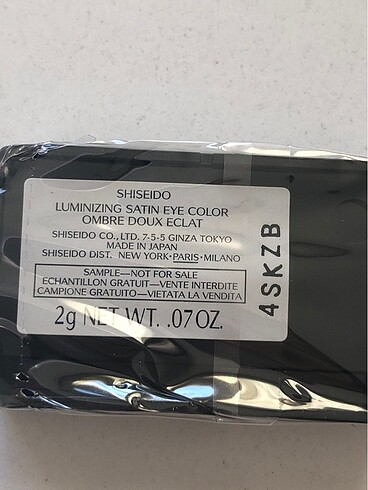 SHISEIDO
LUMINIZING SATIN EYE COLOR
OMBRE DOUX ECLAT
SHISEIDO CO., LTD. 7-5-5 GINZA TOKYO
MADE IN JAPAN
SHISEIDO DIST. NEW YORK•PARIS•MILANO
SAMPLE—NOT FOR SALE
ECHANTILLON GRATUIT—VENTE INTERDITE
CAMPIONE GRATUITO—VIETATA LA VENDITA
2g NET WT. .07 OZ.
4SKZB